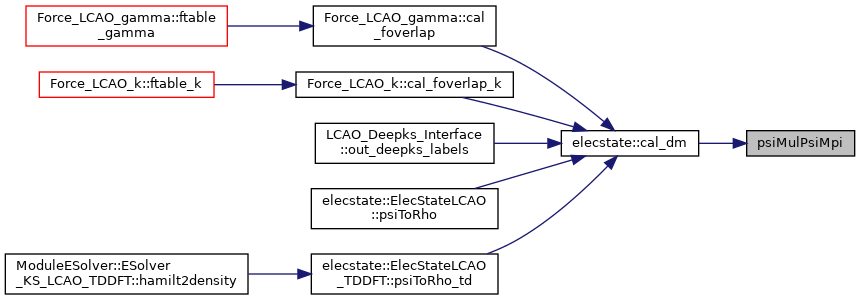 Force_LCAO_gamma::ftable
_gamma
Force_LCAO_gamma::cal
_foverlap
Force_LCAO_k::ftable_k
Force_LCAO_k::cal_foverlap_k
LCAO_Deepks_Interface
::out_deepks_labels
elecstate::cal_dm
psiMulPsiMpi
elecstate::ElecStateLCAO
::psiToRho
ModuleESolver::ESolver
_KS_LCAO_TDDFT::hamilt2density
elecstate::ElecStateLCAO
_TDDFT::psiToRho_td